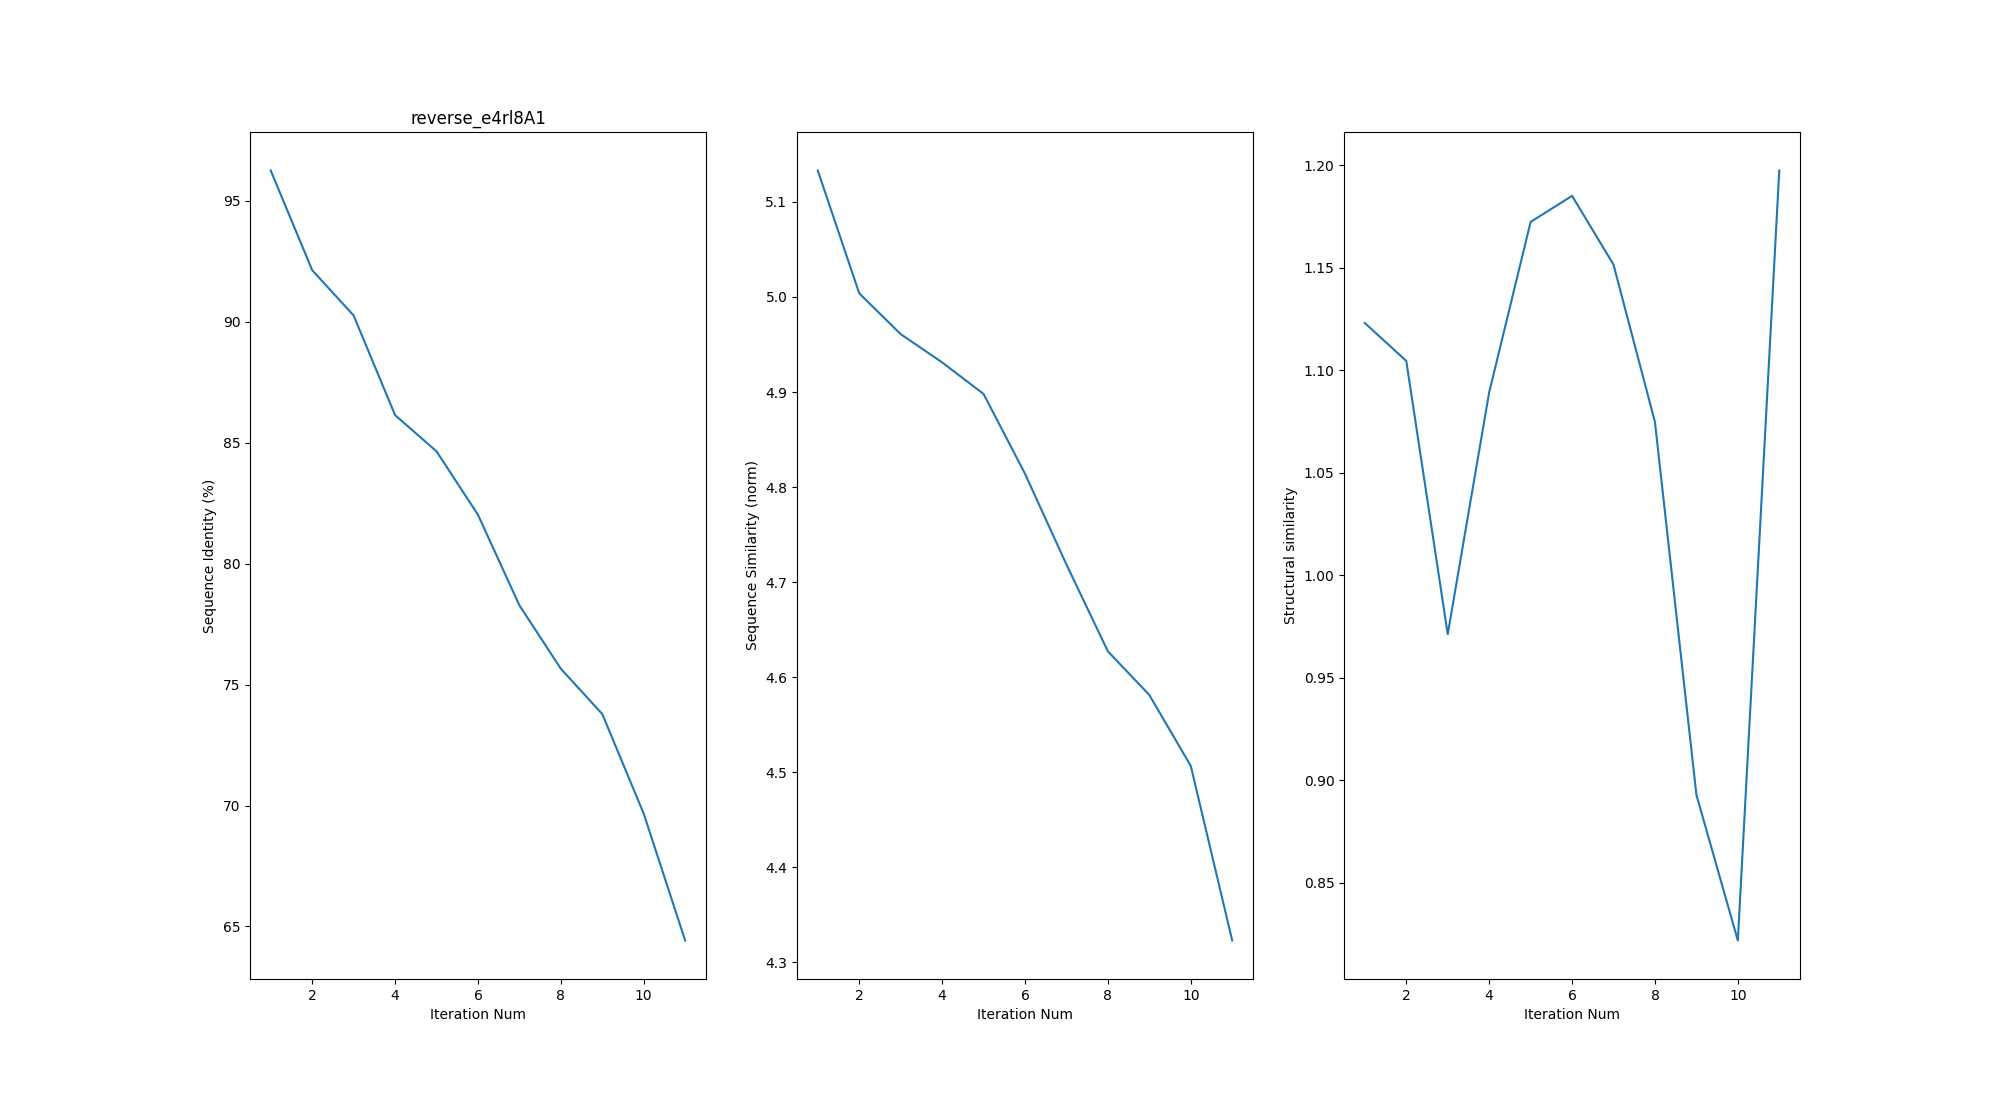 reverse_e4rl8A1
Sequence Identity (%)
95
90
85
80
75
70
65
2 4 6 8 10
Iteration Num
Sequence Similarity (norm)
5.1
5.0
4.9
4.8
4.7
4.6
4.5
4.4
4.3
2 4 6 8 10
Iteration Num
Structural similarity
1.20
1.15
1.10
1.05
1.00
0.95
0.90
0.85
2 4 6 8 10
Iteration Num